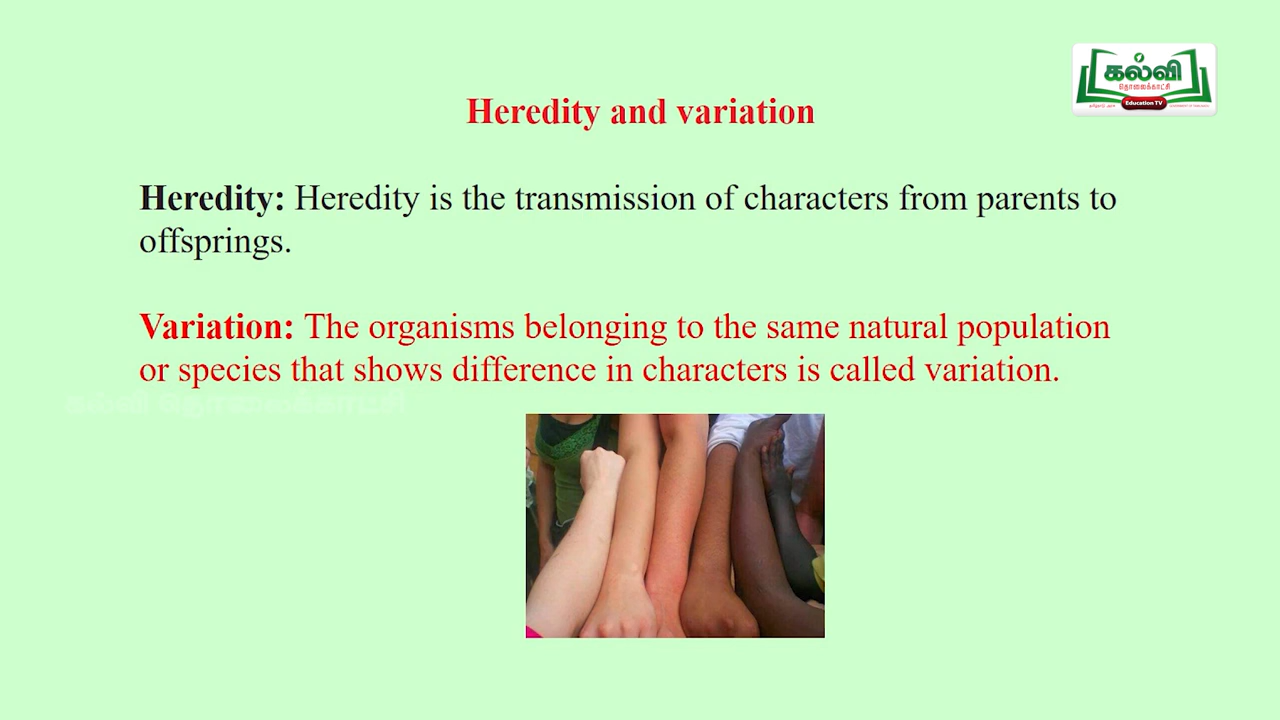 கல்வி
தொலைக்காட்சி
Education TV
Heredity and variation
Heredity: Heredity is the transmission of characters from parents to
offsprings.
Variation: The organisms belonging to the same natural population
or species that shows difference in characters is called variation.
கல்வி தொலைக்காட்சி